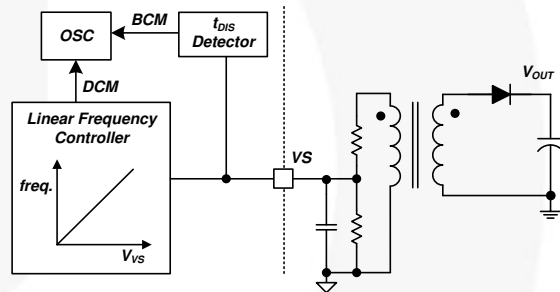 OSC
BCM
tDIS
Detector
DCM
Linear Frequency
Controller
freq.
VVS
VS
VOUT